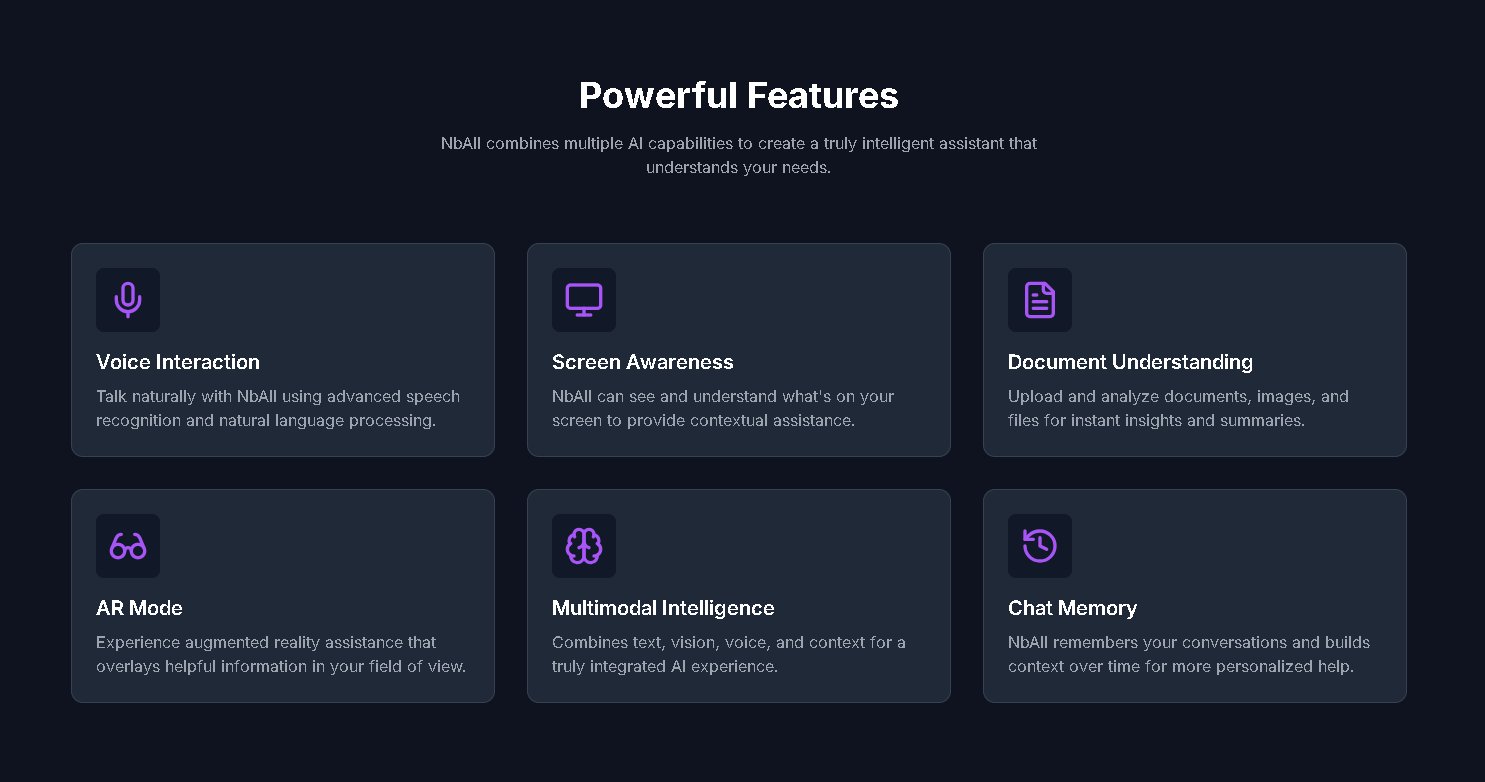 Powerful Features
NbAII combines multiple AI capabilities to create a truly intelligent assistant that
understands your needs.
Voice Interaction
Talk naturally with NbAII using advanced speech
recognition and natural language processing.
Screen Awareness
NbAII can see and understand what's on your
screen to provide contextual assistance.
Document Understanding
Upload and analyze documents, images, and
files for instant insights and summaries.
AR Mode
Experience augmented reality assistance that
overlays helpful information in your field of view.
Multimodal Intelligence
Combines text, vision, voice, and context for a
truly integrated AI experience.
Chat Memory
NbAII remembers your conversations and builds
context over time for more personalized help.